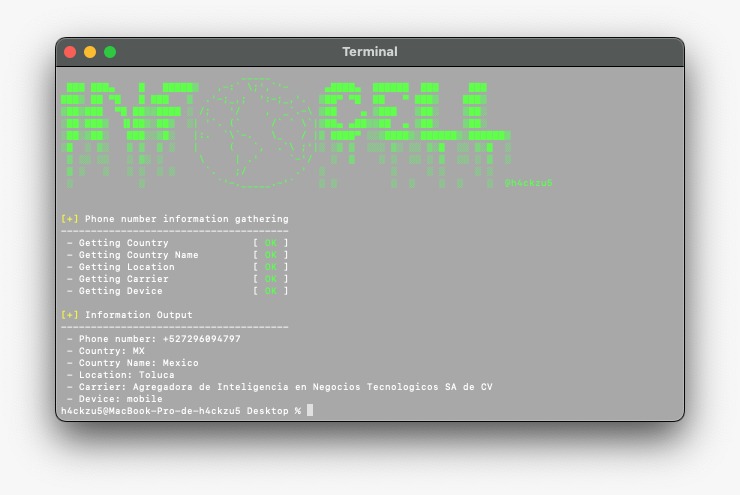 Terminal
@h4ckzu5
[+] Phone number information gathering
--------------------------------------
- Getting Country [ OK ]
- Getting Country Name [ OK ]
- Getting Location [ OK ]
- Getting Carrier [ OK ]
- Getting Device [ OK ]
[+] Information Output
--------------------------------------
- Phone number: +527296094797
- Country: MX
- Country Name: Mexico
- Location: Toluca
- Carrier: Agregadora de Inteligencia en Negocios Tecnologicos SA de CV
- Device: mobile
h4ckzu5@MacBook-Pro-de-h4ckzu5 Desktop %